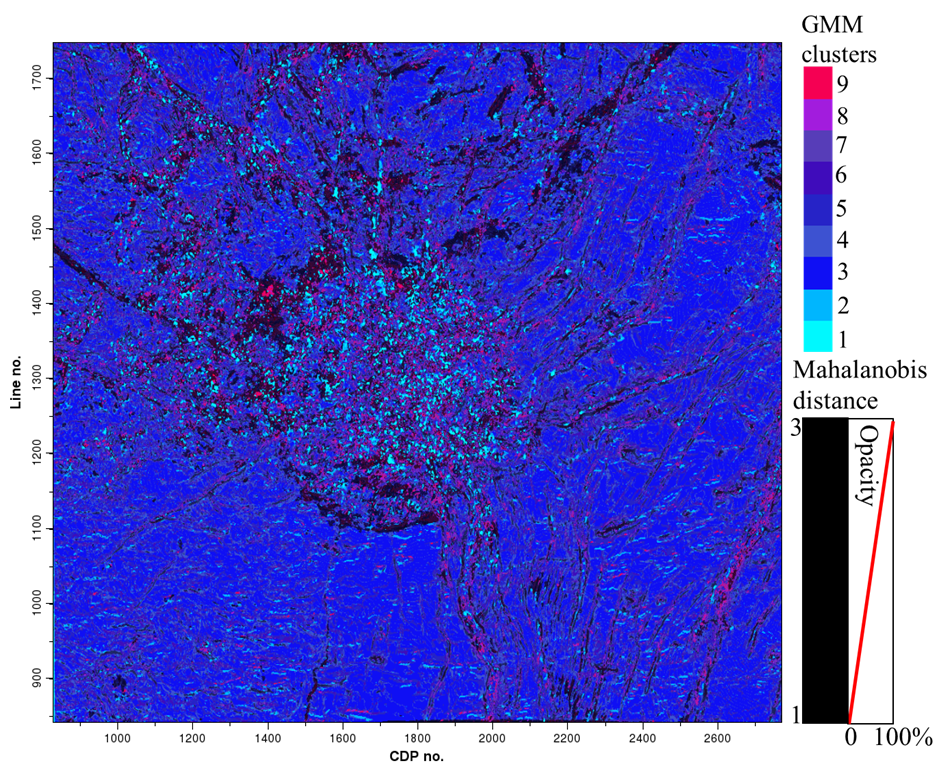 GMM
clusters
9
8
7
6
5
4
3
2
1
Mahalanobis
distance
3
Opacity
1
0 100%
Line no.
1700
1600
1500
1400
1300
1200
1100
1000
900
1000 1200 1400 1600 1800 2000 2200 2400 2600
CDP no.